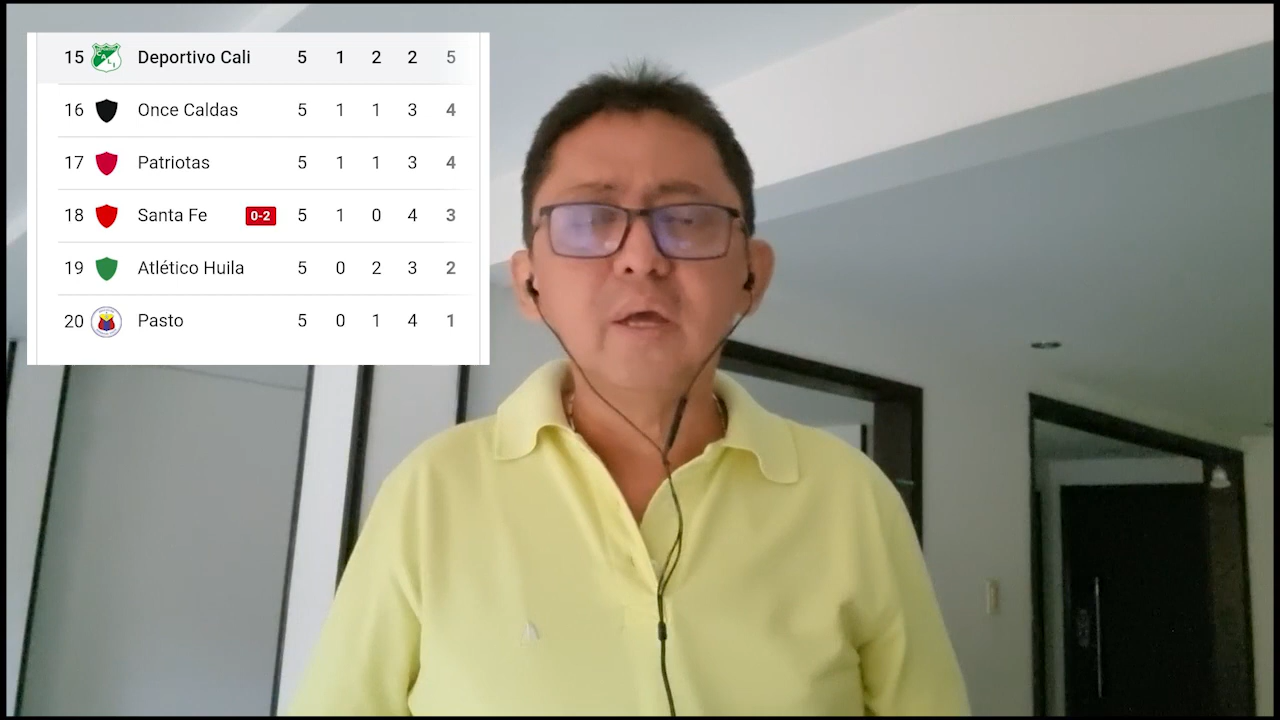 15 CALI Deportivo Cali 5 1 2 2 5
16 Once Caldas 5 1 1 3 4
17 Patriotas 5 1 1 3 4
18 Santa Fe 0-2 5 1 0 4 3
19 Atlético Huila 5 0 2 3 2
20 Pasto 5 0 1 4 1